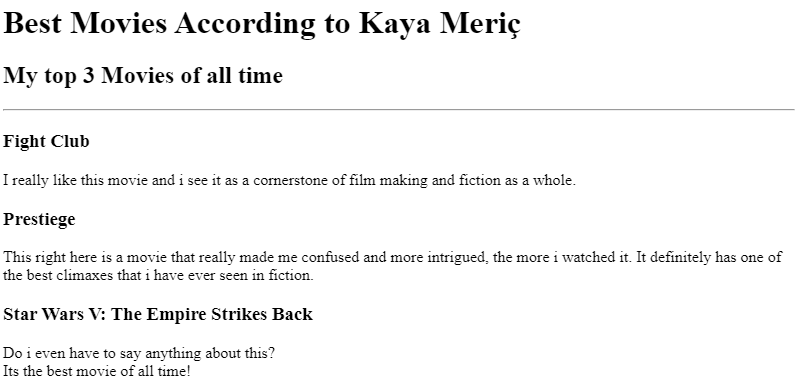 Best Movies According to Kaya Meriç
My top 3 Movies of all time
Fight Club
I really like this movie and i see it as a cornerstone of film making and fiction as a whole.
Prestiege
This right here is a movie that really made me confused and more intrigued, the more i watched it. It definitely has one of
the best climaxes that i have ever seen in fiction.
Star Wars V: The Empire Strikes Back
Do i even have to say anything about this?
Its the best movie of all time!